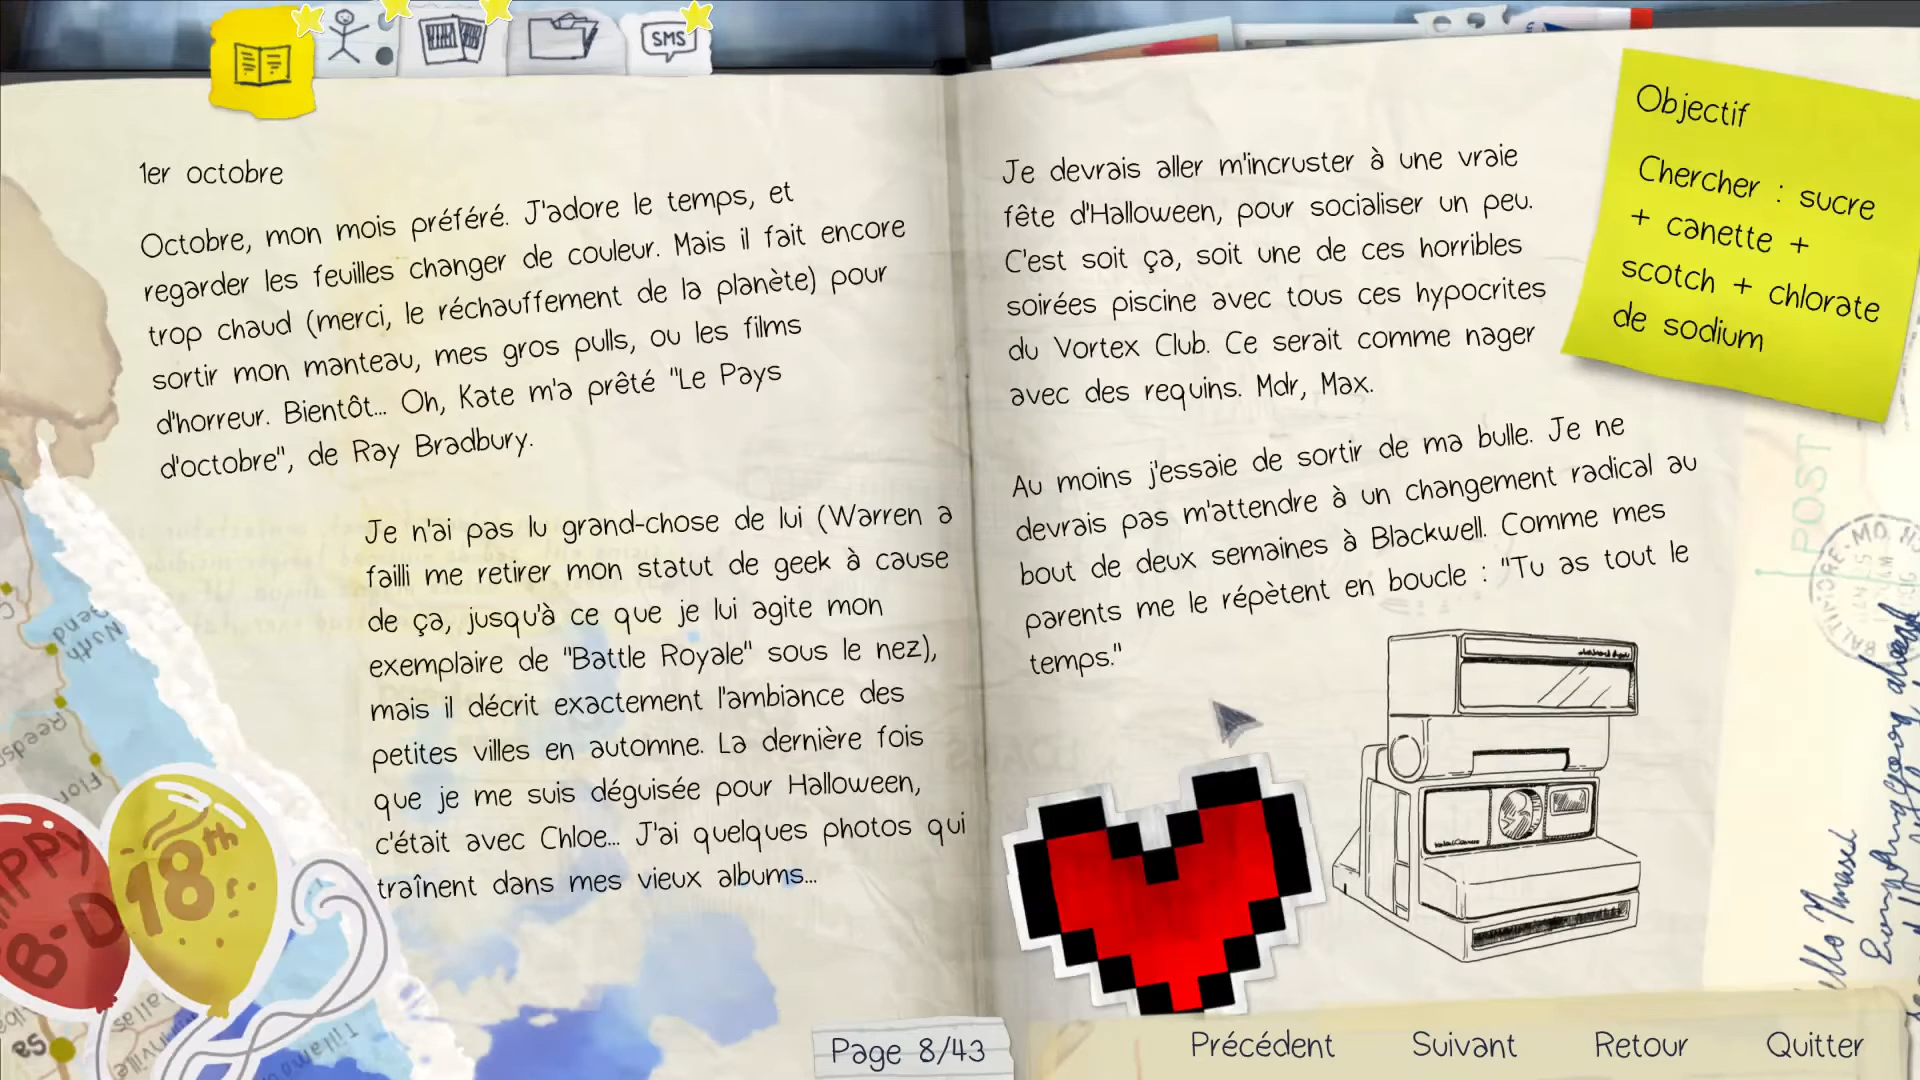 SMS
1er octobre
Octobre, mon mois préféré. J'adore le temps, et
regarder les feuilles changer de couleur. Mais il fait encore
trop chaud (merci, le réchauffement de la planète) pour
sortir mon manteau, mes gros pulls, ou les films
d'horreur. Bientôt... Oh, Kate m'a prêté "Le Pays
d'octobre", de Ray Bradbury.
Je n'ai pas lu grand-chose de lui (Warren a
failli me retirer mon statut de geek à cause
de ça, jusqu'à ce que je lui agite mon
exemplaire de "Battle Royale" sous le nez),
mais il décrit exactement l'ambiance des
petites villes en automne. La dernière fois
que je me suis déguisée pour Halloween,
c'était avec Chloe... J'ai quelques photos qui
traînent dans mes vieux albums...
Je devrais aller m'incruster à une vraie
fête d'Halloween, pour socialiser un peu.
C'est soit ça, soit une de ces horribles
soirées piscine avec tous ces hypocrites
du Vortex Club. Ce serait comme nager
avec des requins. Mdr, Max.
Au moins j'essaie de sortir de ma bulle. Je ne
devrais pas m'attendre à un changement radical au
bout de deux semaines à Blackwell. Comme mes
parents me le répètent en boucle : "Tu as tout le
temps."
Objectif
Chercher : sucre
+ canette +
scotch + chlorate
de sodium
POST
North
Bend
B-D
18th
Page 8/43
Précédent
Suivant
Retour
Quitter